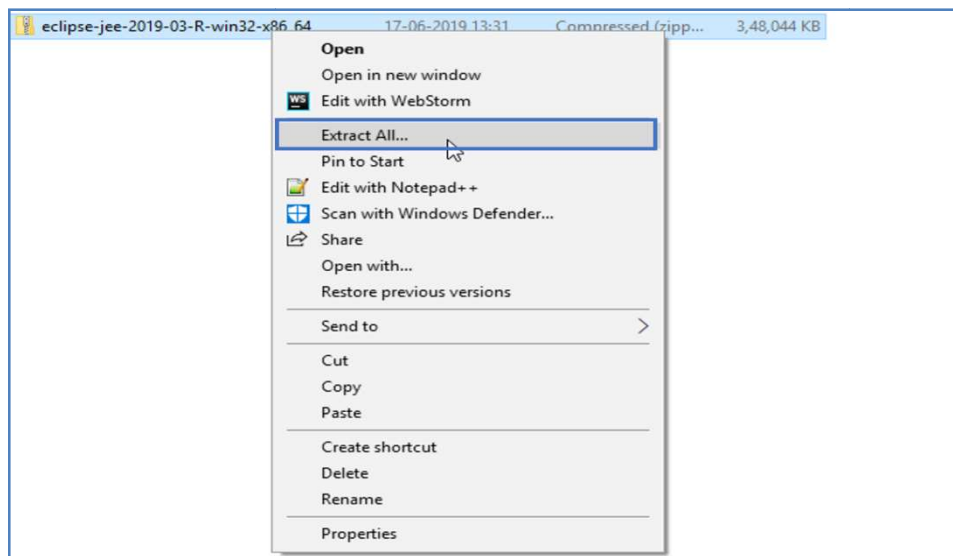 eclipse-jee-2019-03-R-win32-x86_64 17-06-2019 13:31 Compressed (zipp... 3,48,044 KB
Open
Open in new window
WS Edit with WebStorm
Extract All...
Pin to Start
Edit with Notepad++
Scan with Windows Defender...
Share
Open with...
Restore previous versions
Send to
Cut
Copy
Paste
Create shortcut
Delete
Rename
Properties